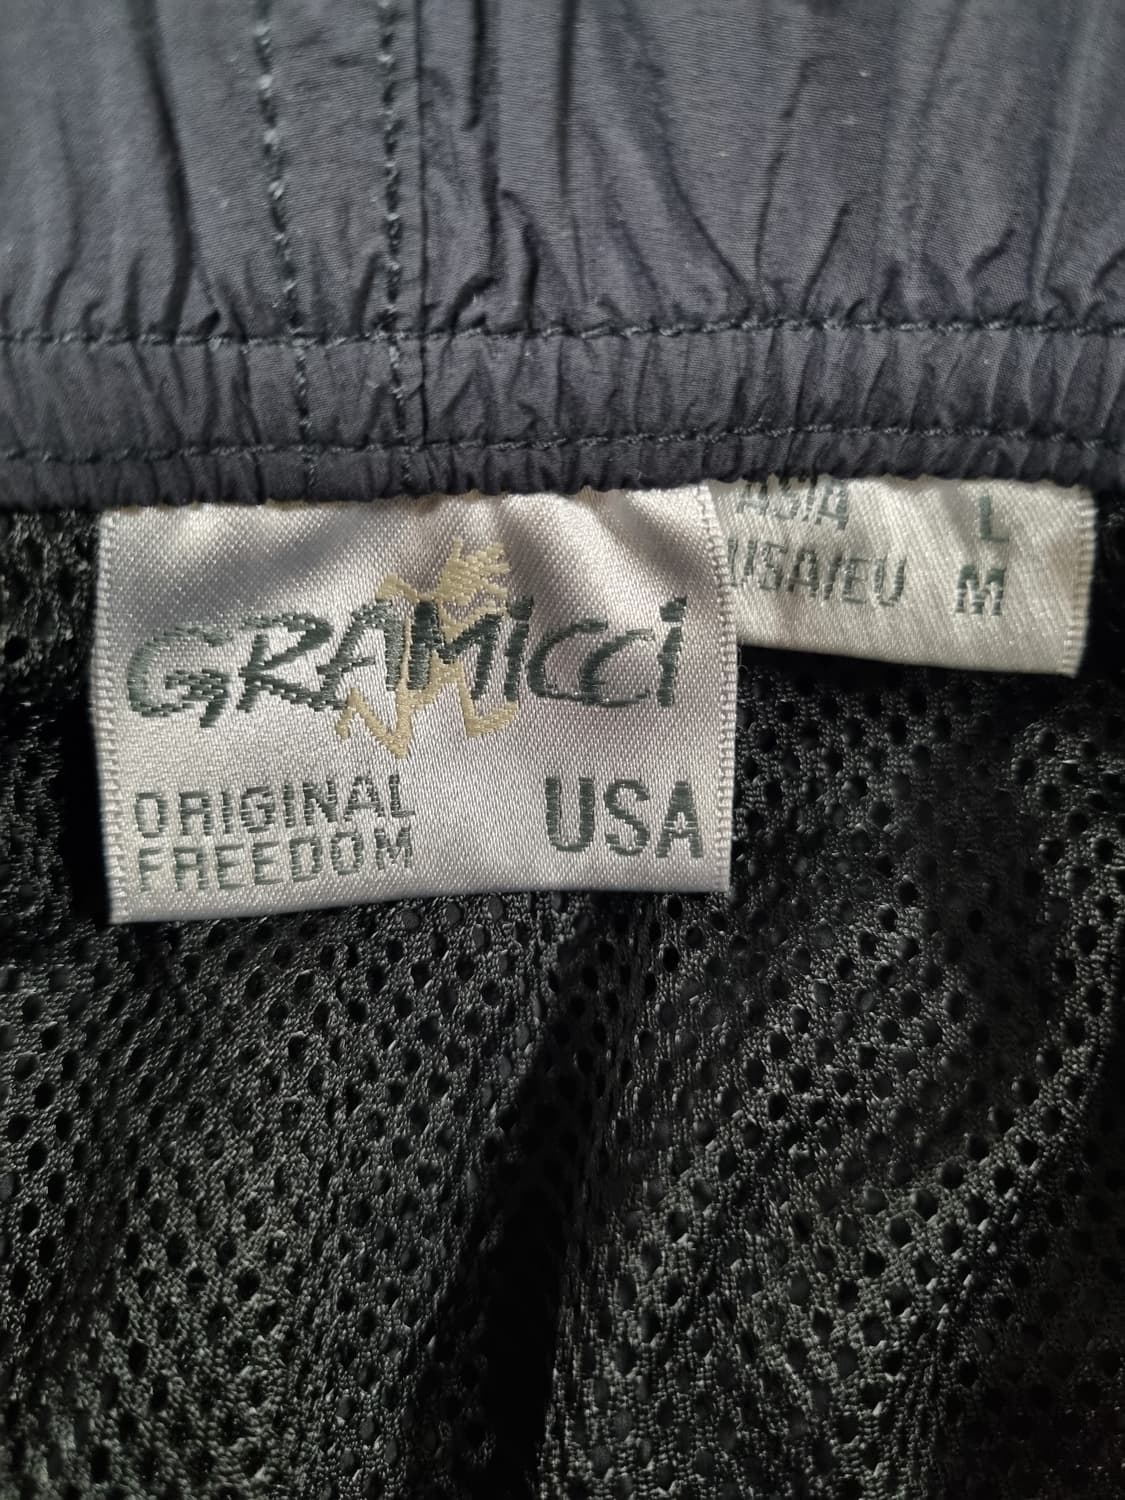 GRAMICCI
ORIGINAL
FREEDOM
USA
ASIA L
USA/EU M